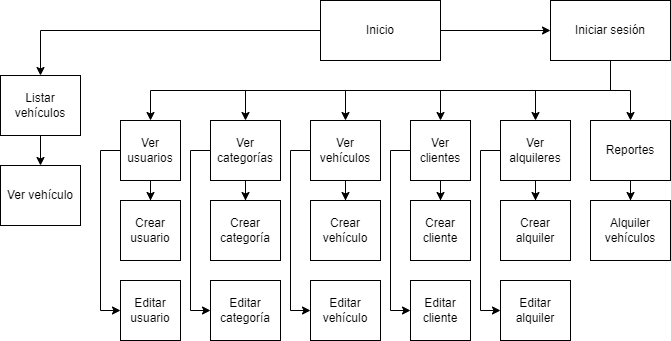 Inicio
Iniciar sesión
Listar
vehículos
Ver vehículo
Ver
usuarios
Ver
categorías
Ver
vehículos
Ver
clientes
Ver
alquileres
Reportes
Crear
usuario
Crear
categoría
Crear
vehículo
Crear
cliente
Crear
alquiler
Alquiler
vehículos
Editar
usuario
Editar
categoría
Editar
vehículo
Editar
cliente
Editar
alquiler